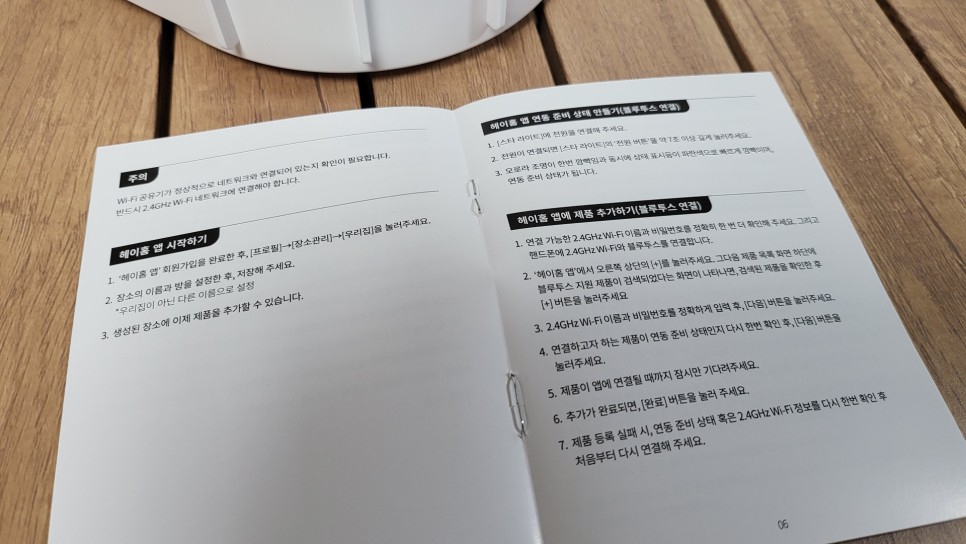 주의
Wi-Fi 공유기가 정상적으로 네트워크와 연결되어 있는지 확인이 필요합니다.
반드시 2.4GHz Wi-Fi 네트워크에 연결해야 합니다.
헤이홈 앱 시작하기
1. '헤이홈 앱' 회원가입을 완료한 후, [프로필]→[장소관리]→[우리집]을 눌러주세요.
2. 장소의 이름과 방을 설정한 후, 저장해 주세요.
*우리집이 아닌 다른 이름으로 설정
3. 생성된 장소에 이제 제품을 추가할 수 있습니다.
헤이홈 앱 연동 준비 상태 만들기(블루투스 연결)
1. [스타 라이트]에 전원을 연결해 주세요.
2. 전원이 연결되면 [스타 라이트]의 '전원 버튼'을 약 7초 이상 길게 눌러주세요.
3. 오로라 조명이 한번 깜빡임과 동시에 상태 표시등이 파란색으로 빠르게 깜빡이며,
연동 준비 상태가 됩니다.
헤이홈 앱에 제품 추가하기(블루투스 연결)
1. 연결 가능한 2.4GHz Wi-Fi 이름과 비밀번호를 정확히 한 번 더 확인해 주세요. 그리고
핸드폰에 2.4GHz Wi-Fi와 블루투스를 연결합니다.
2. '헤이홈 앱'에서 오른쪽 상단의 [+]를 눌러주세요. 그다음 제품 목록 화면 하단에
블루투스 지원 제품이 검색되었다는 화면이 나타나면, 검색된 제품을 확인한 후
[+] 버튼을 눌러주세요
3. 2.4GHz Wi-Fi 이름과 비밀번호를 정확하게 입력 후, [다음] 버튼을 눌러주세요.
4. 연결하고자 하는 제품이 연동 준비 상태인지 다시 한번 확인 후, [다음] 버튼을
눌러주세요.
5. 제품이 앱에 연결될 때까지 잠시만 기다려주세요.
6. 추가가 완료되면, [완료] 버튼을 눌러 주세요.
7. 제품 등록 실패 시, 연동 준비 상태 혹은 2.4GHz Wi-Fi 정보를 다시 한번 확인 후
처음부터 다시 연결해 주세요.
06